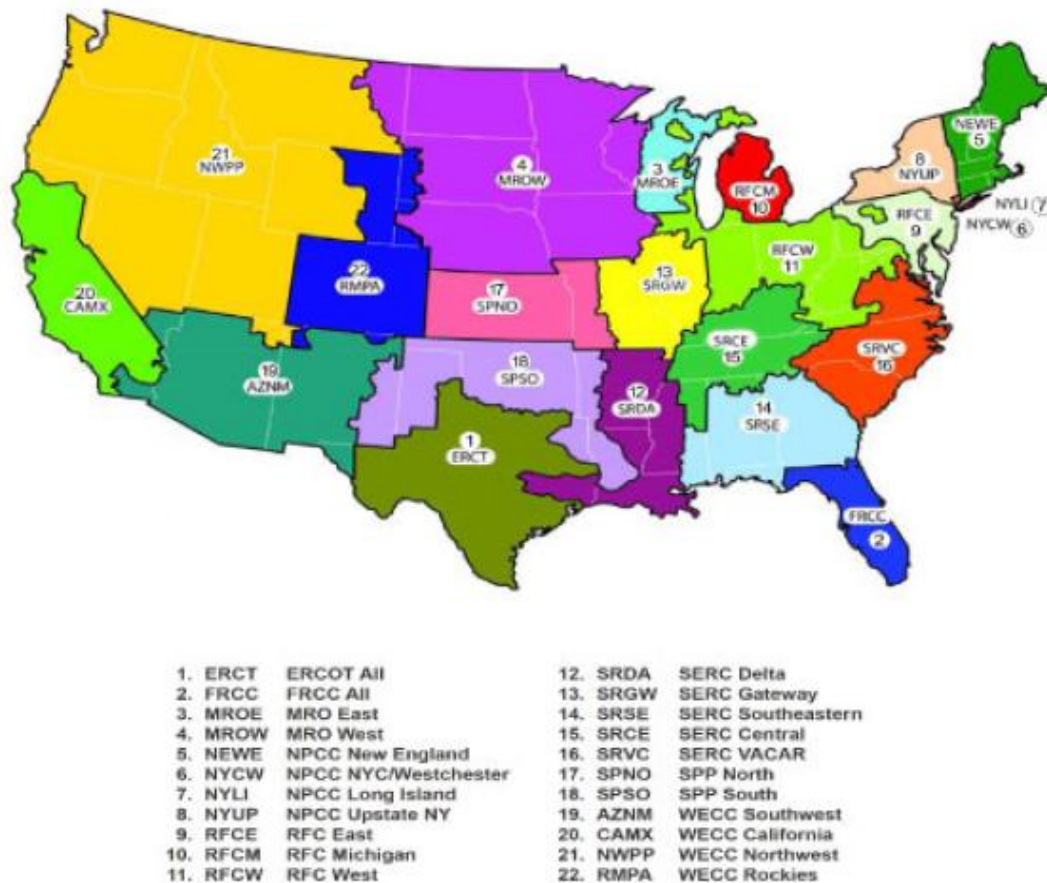 21
NWPP
4
MROW
3
MROE
RFCM
10
NEWE
5
8
NYUP
NYLI 7
NYCW 6
RFCE
9
RFCW
11
22
RMPA
13
SRGW
17
SPNO
20
CAMX
SRCE
15
SRVC
16
19
AZNM
18
SPSO
12
SRDA
14
SRSE
1
ERCT
FRCC
2
1. ERCT ERCOT All
2. FRCC FRCC All
3. MROE MRO East
4. MROW MRO West
5. NEWE NPCC New England
6. NYCW NPCC NYC/Westchester
7. NYLI NPCC Long Island
8. NYUP NPCC Upstate NY
9. RFCE RFC East
10. RFCM RFC Michigan
11. RFCW RFC West
12. SRDA SERC Delta
13. SRGW SERC Gateway
14. SRSE SERC Southeastern
15. SRCE SERC Central
16. SRVC SERC VACAR
17. SPNO SPP North
18. SPSO SPP South
19. AZNM WECC Southwest
20. CAMX WECC California
21. NWPP WECC Northwest
22. RMPA WECC Rockies